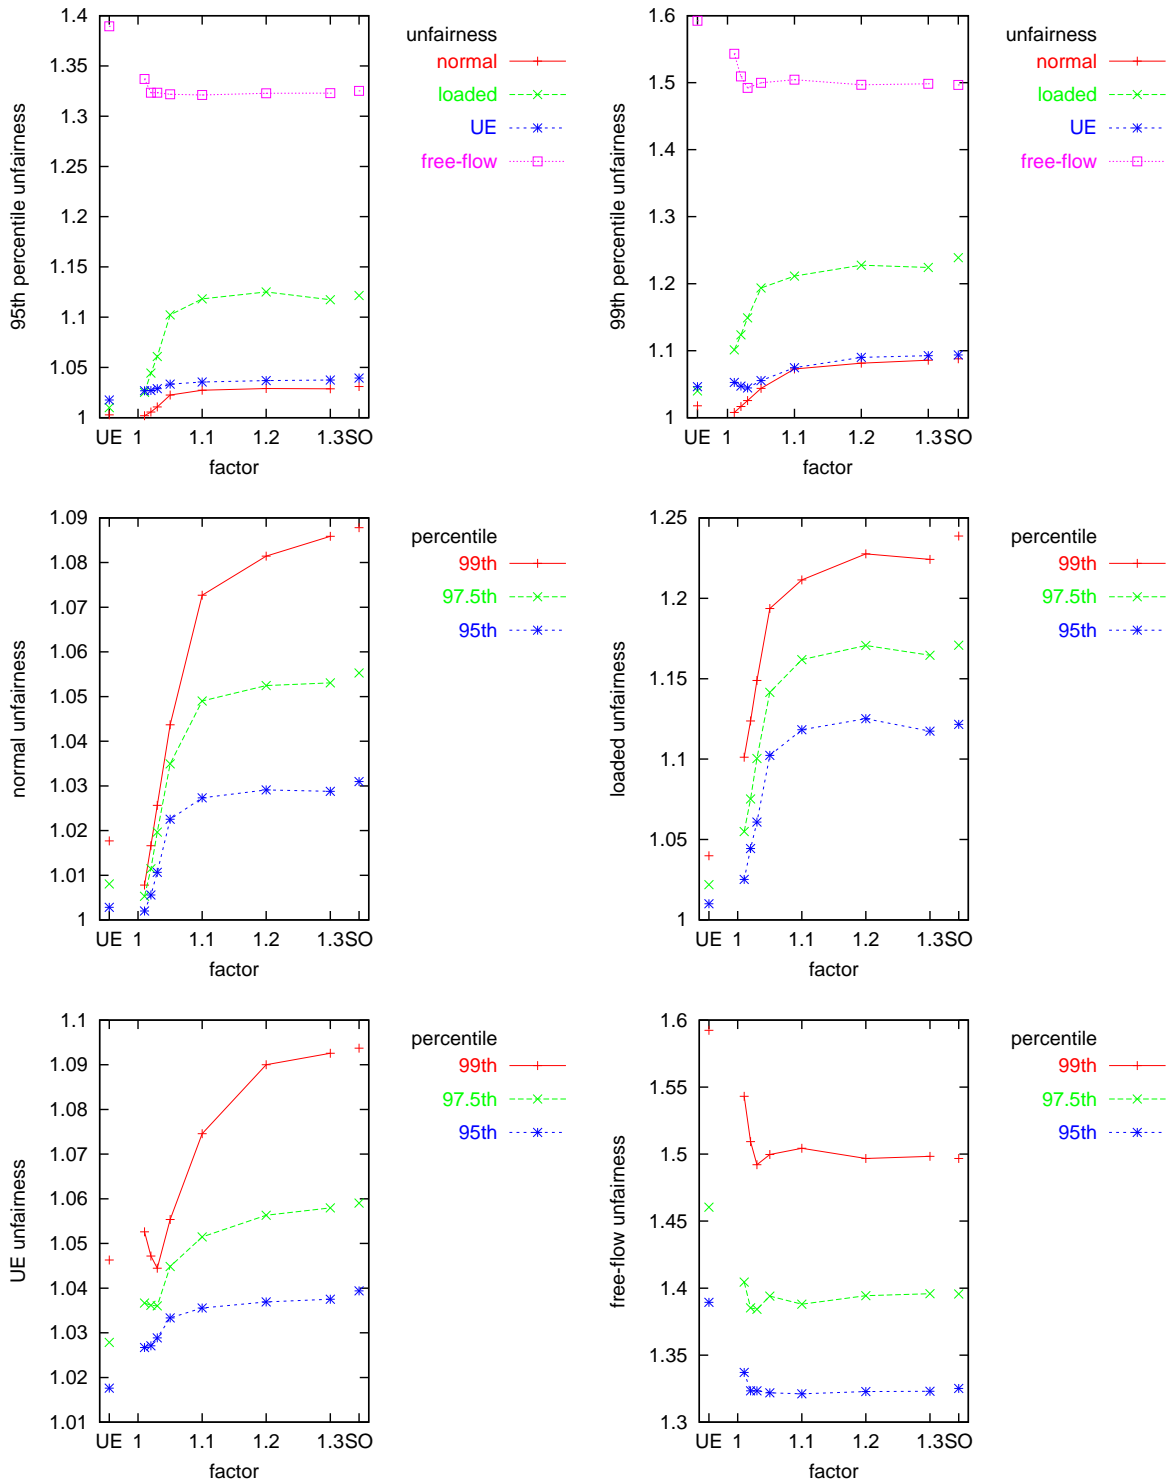 1.4
1.35
1.3
1.25
1.2
1.15
1.1
1.05
1
UE 1 1.1 1.2 1.3SO
factor
95th percentile unfairness
unfairness
normal
loaded
UE
free-flow
1.6
1.5
1.4
1.3
1.2
1.1
1
UE 1 1.1 1.2 1.3SO
factor
99th percentile unfairness
unfairness
normal
loaded
UE
free-flow
1.09
1.08
1.07
1.06
1.05
1.04
1.03
1.02
1.01
1
UE 1 1.1 1.2 1.3SO
factor
normal unfairness
percentile
99th
97.5th
95th
1.25
1.2
1.15
1.1
1.05
1
UE 1 1.1 1.2 1.3SO
factor
loaded unfairness
percentile
99th
97.5th
95th
1.1
1.09
1.08
1.07
1.06
1.05
1.04
1.03
1.02
1.01
UE 1 1.1 1.2 1.3SO
factor
UE unfairness
percentile
99th
97.5th
95th
1.6
1.55
1.5
1.45
1.4
1.35
1.3
UE 1 1.1 1.2 1.3SO
factor
free-flow unfairness
percentile
99th
97.5th
95th